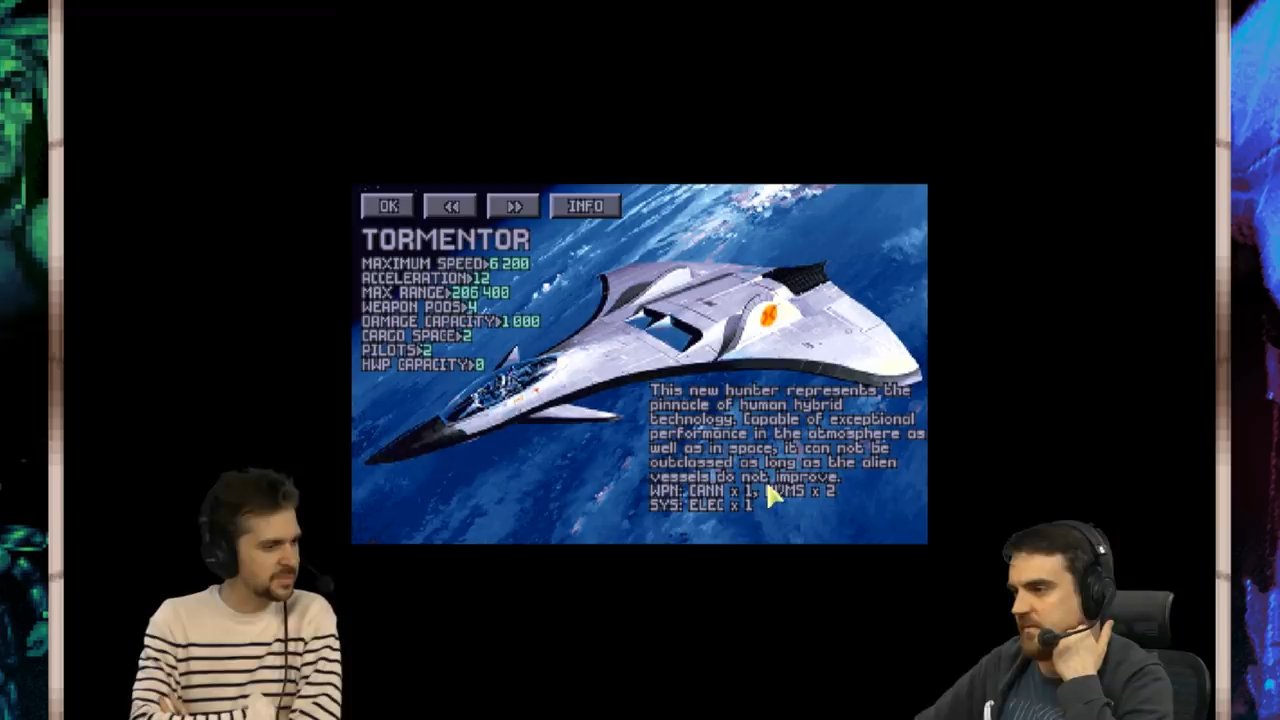 OK
INFO
TORMENTOR
MAXIMUM SPEED>6 200
ACCELERATION>12
MAX RANGE>206 400
WEAPON PODS>4
DAMAGE CAPACITY>1 000
CARGO SPACE>2
PILOTS>2
HWP CAPACITY>0
This new hunter represents the
pinnacle of human hybrid
technology. Capable of exceptional
performance in the atmosphere as
well as in space, it can not be
outclassed as long as the alien
vessels do not improve.
WPN: CANN x 1, x 2
SYS: ELEC x 1